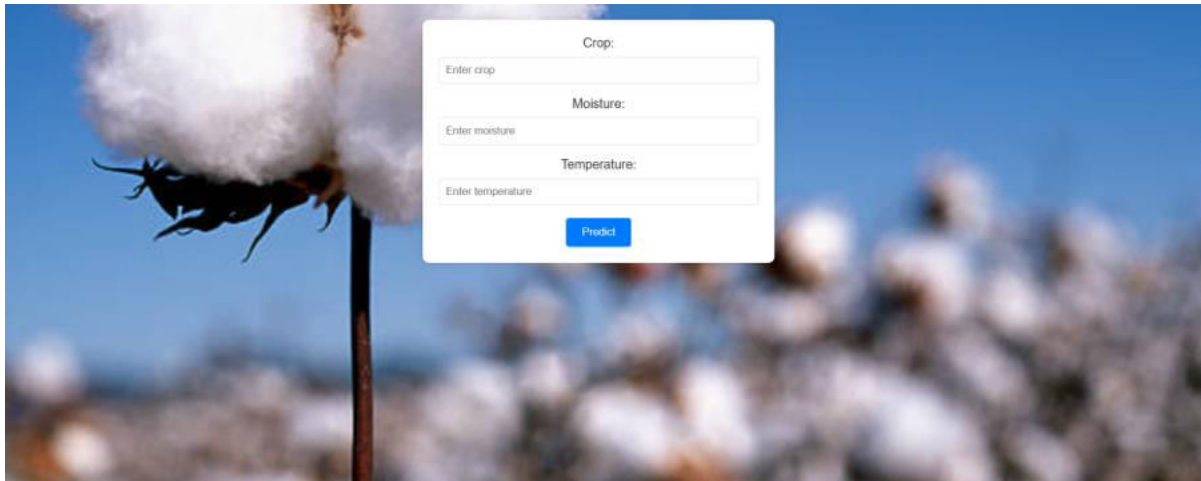 Crop:
Enter crop
Moisture:
Enter moisture
Temperature:
Enter temperature
Predict